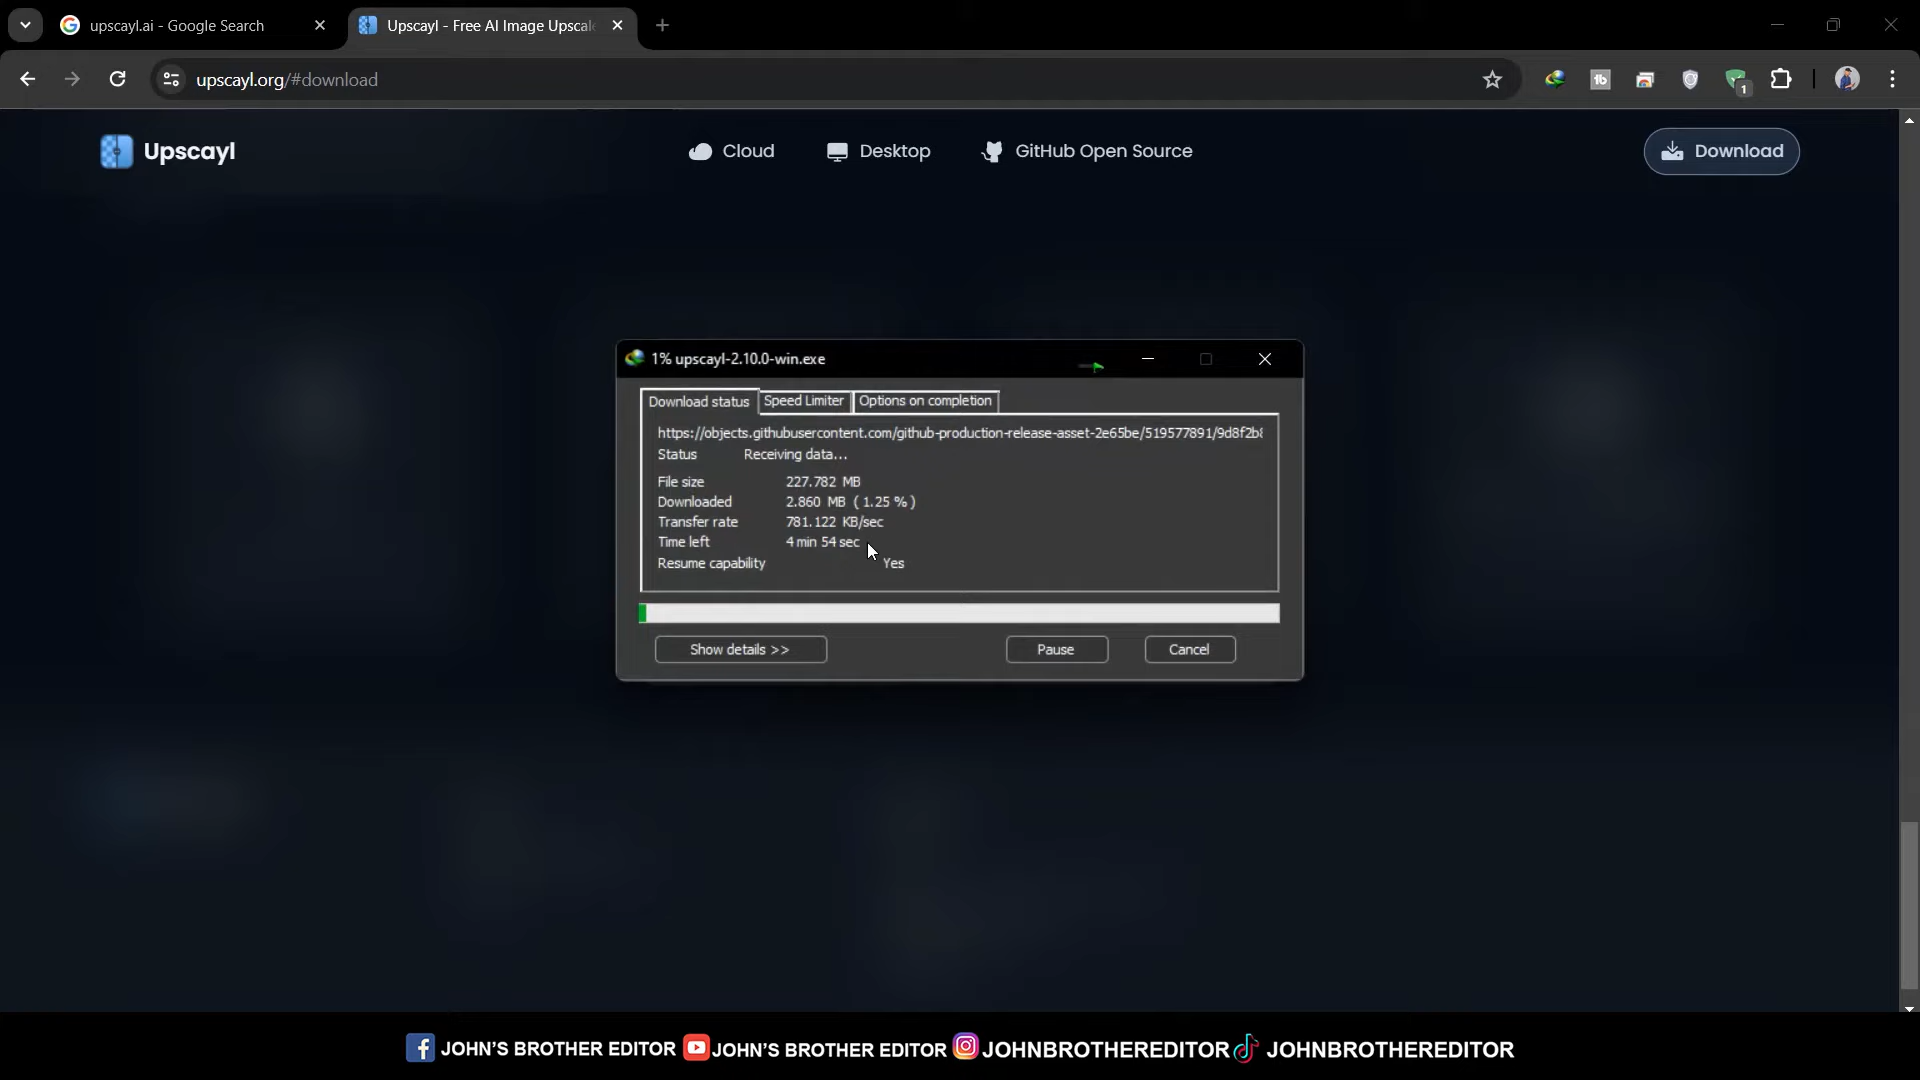 upscayl.ai - Google Search
Upscayl - Free AI Image Upscale
upscayl.org/#download
1
Upscayl
Cloud
Desktop
GitHub Open Source
Download
1% upscayl-2.10.0-win.exe
Download status
Speed Limiter
Options on completion
https://objects.githubusercontent.com/github-production-release-asset-2e65be/519577891/9d8f2b8
Status Receiving data...
File size 227.782 MB
Downloaded 2.860 MB ( 1.25 % )
Transfer rate 781.122 KB/sec
Time left 4 min 54 sec
Resume capability Yes
Show details >>
Pause
Cancel
JOHN'S BROTHER EDITOR JOHN'S BROTHER EDITOR JOHNBROTHEREDITOR JOHNBROTHEREDITOR